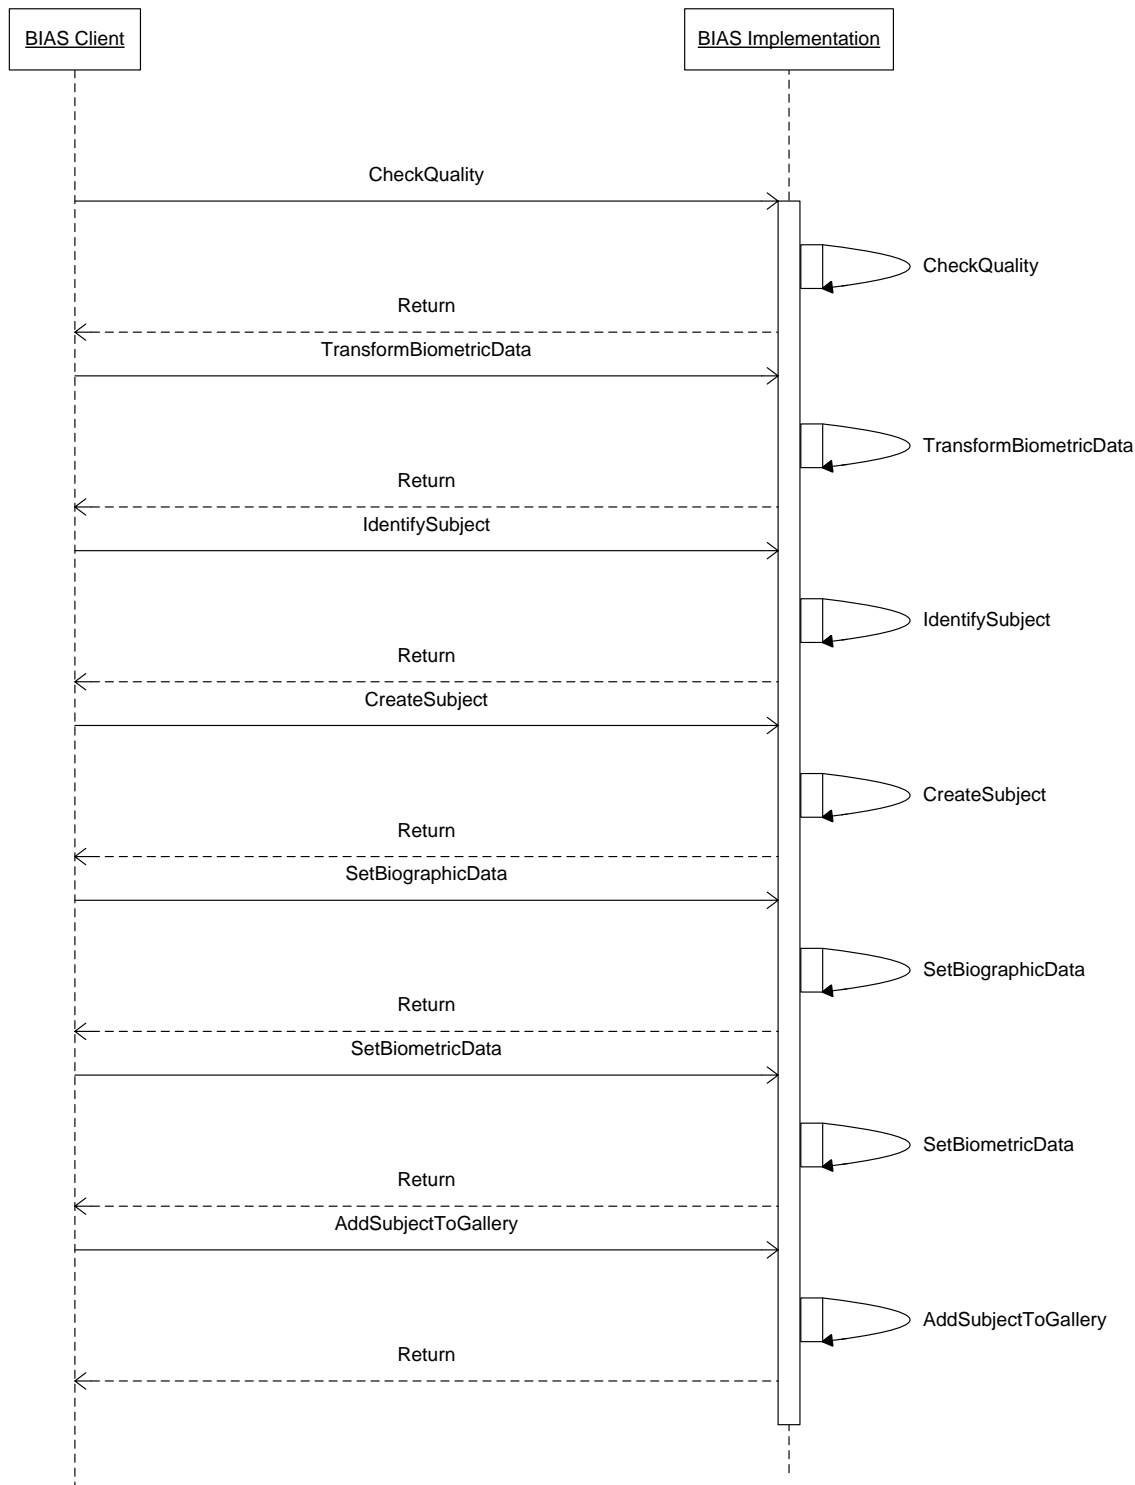 BIAS Client
BIAS Implementation
CheckQuality
CheckQuality
Return
TransformBiometricData
TransformBiometricData
Return
IdentifySubject
IdentifySubject
Return
CreateSubject
CreateSubject
Return
SetBiographicData
SetBiographicData
Return
SetBiometricData
SetBiometricData
Return
AddSubjectToGallery
AddSubjectToGallery
Return